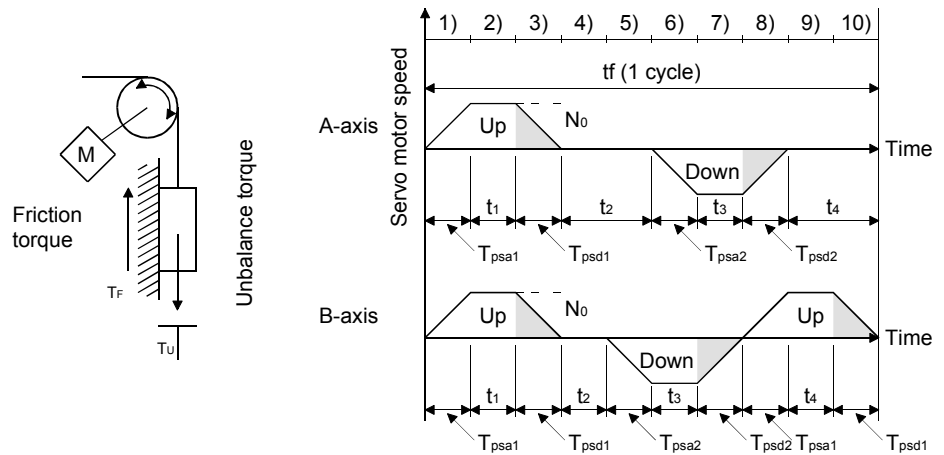 M
Friction
torque
TF
TU
Unbalance torque
Servo motor speed
1) 2) 3) 4) 5) 6) 7) 8) 9) 10)
tf (1 cycle)
A-axis
Up
N0
Down
Time
t1 t2 t3 t4
Tpsa1 Tpsd1 Tpsa2 Tpsd2
B-axis
Up
N0
Down
Up
Time
t1 t2 t3 t4
Tpsa1 Tpsd1 Tpsa2 Tpsd2 Tpsa1 Tpsd1